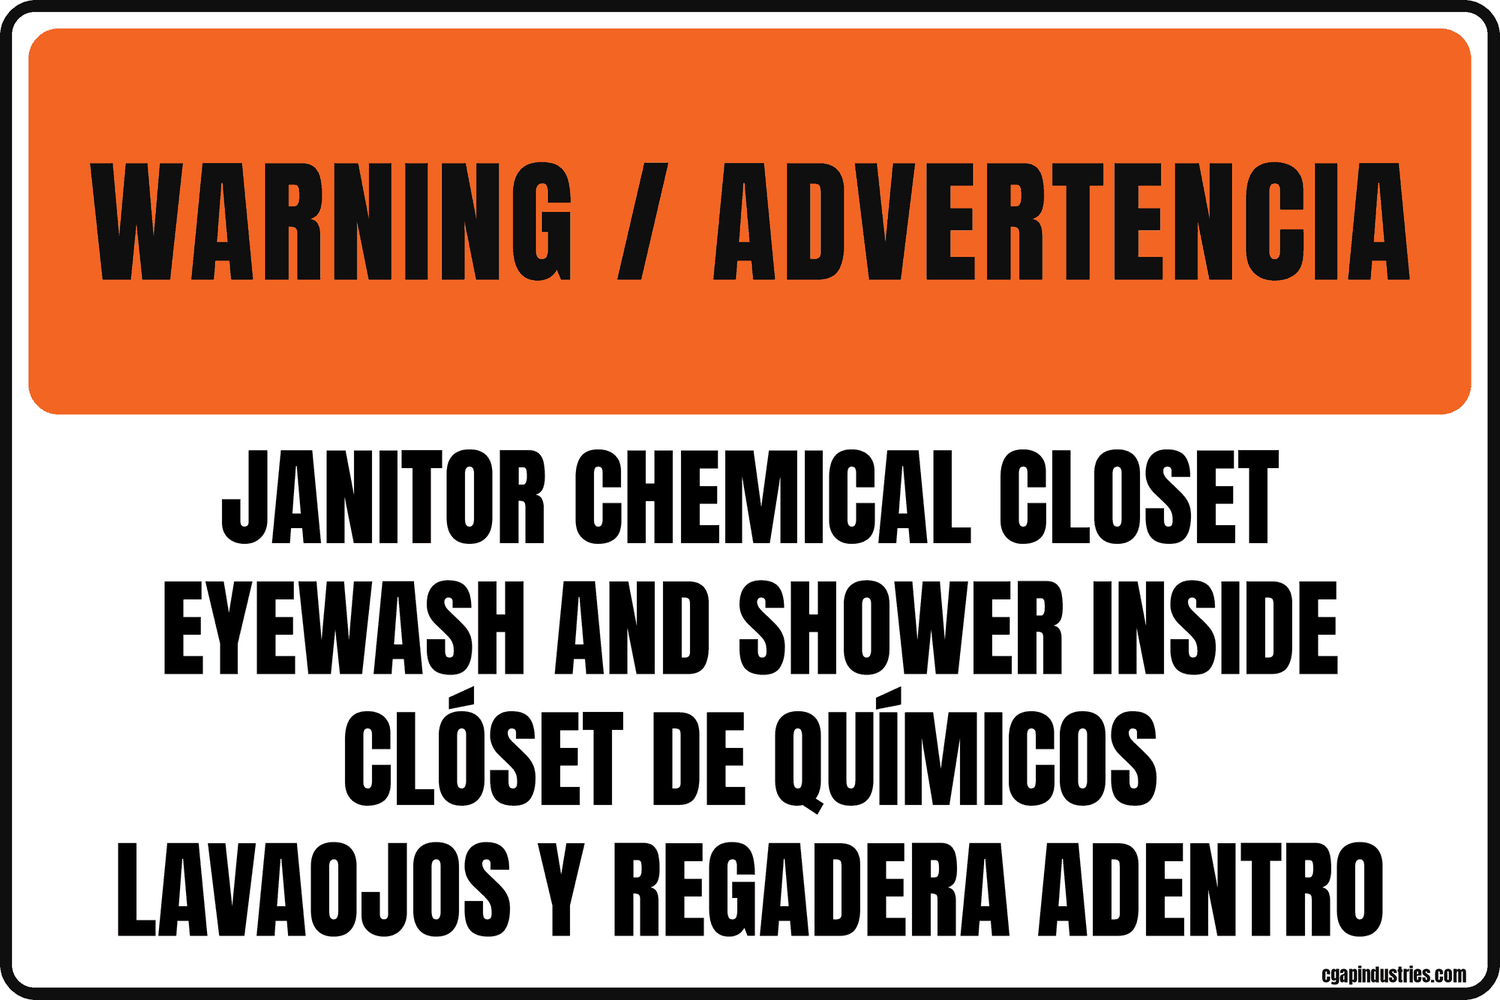 WARNING / ADVERTENCIA
JANITOR CHEMICAL CLOSET
EYEWASH AND SHOWER INSIDE
CLÓSET DE QUÍMICOS
LAVAOJOS Y REGADERA ADENTRO
cgapindustries.com